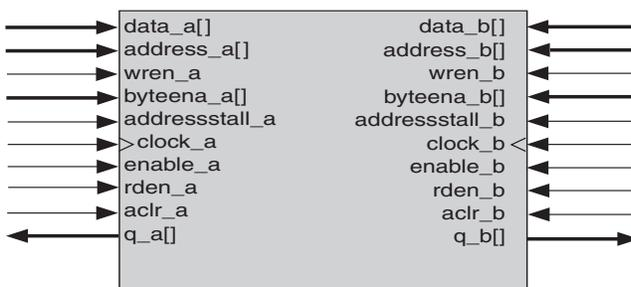 data_a[] data_b[]
address_a[] address_b[]
wren_a wren_b
byteena_a[] byteena_b[]
addressstall_a addressstall_b
clock_a clock_b
enable_a enable_b
rden_a rden_b
aclr_a aclr_b
q_a[] q_b[]